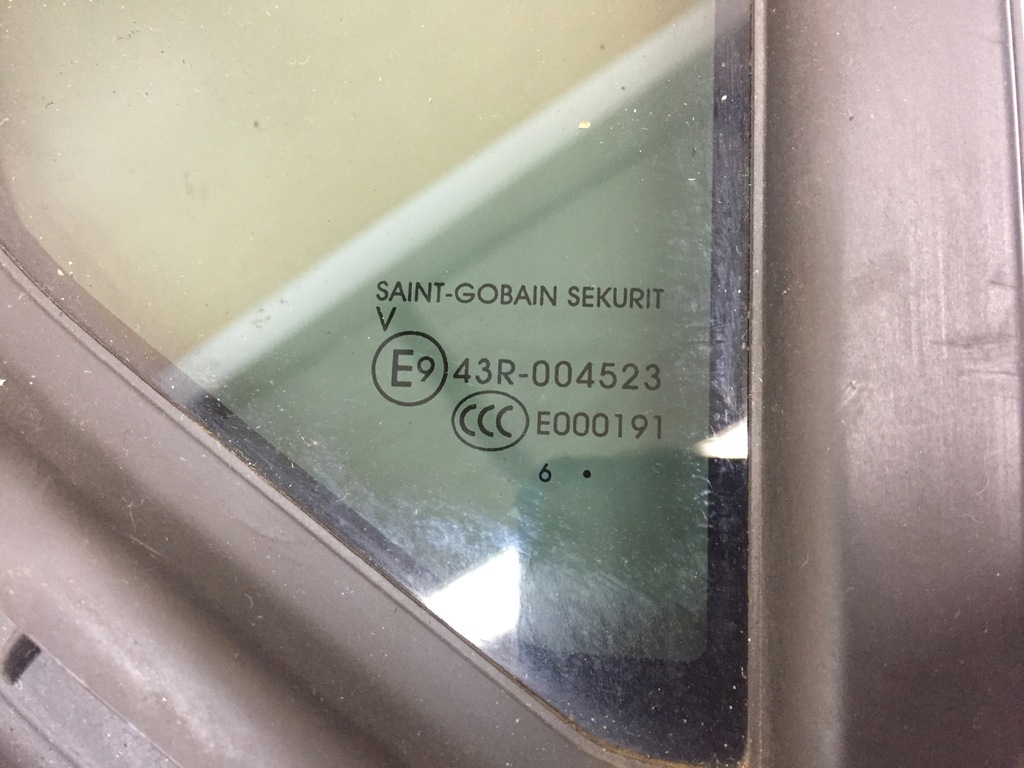 SAINT-GOBAIN SEKURIT
V
E9 43R-004523
CCC E000191
6 •